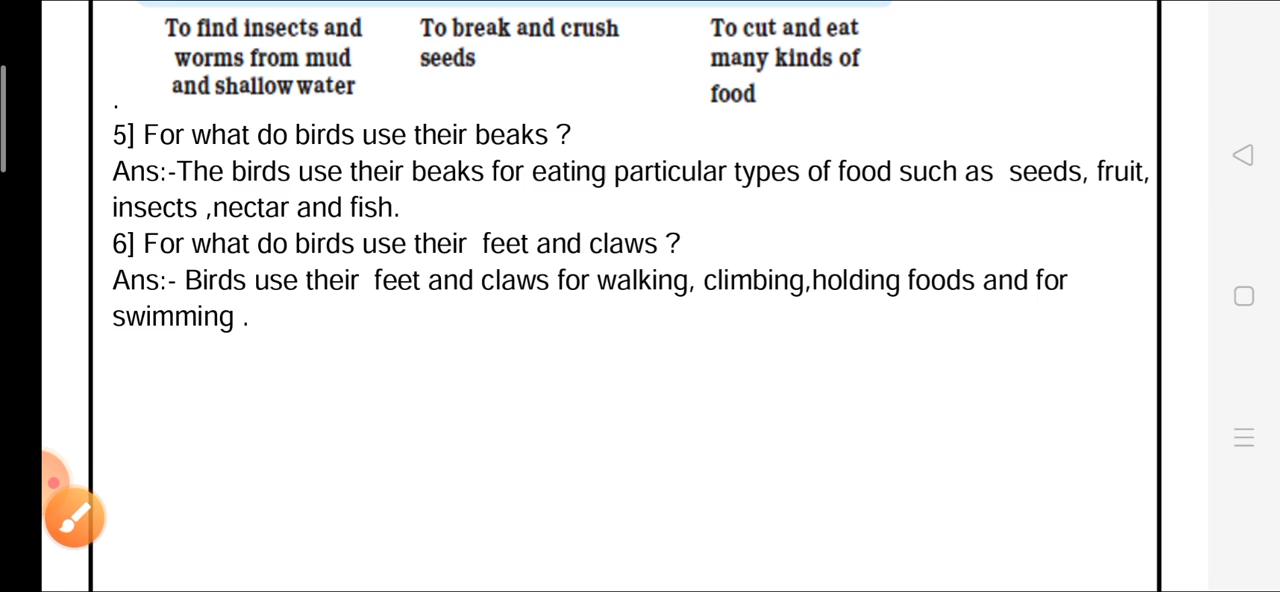 To find insects and
worms from mud
and shallow water
To break and crush
seeds
To cut and eat
many kinds of
food
.
5] For what do birds use their beaks ?
Ans:-The birds use their beaks for eating particular types of food such as  seeds, fruit,
insects ,nectar and fish.
6] For what do birds use their  feet and claws ?
Ans:- Birds use their  feet and claws for walking, climbing,holding foods and for
swimming .